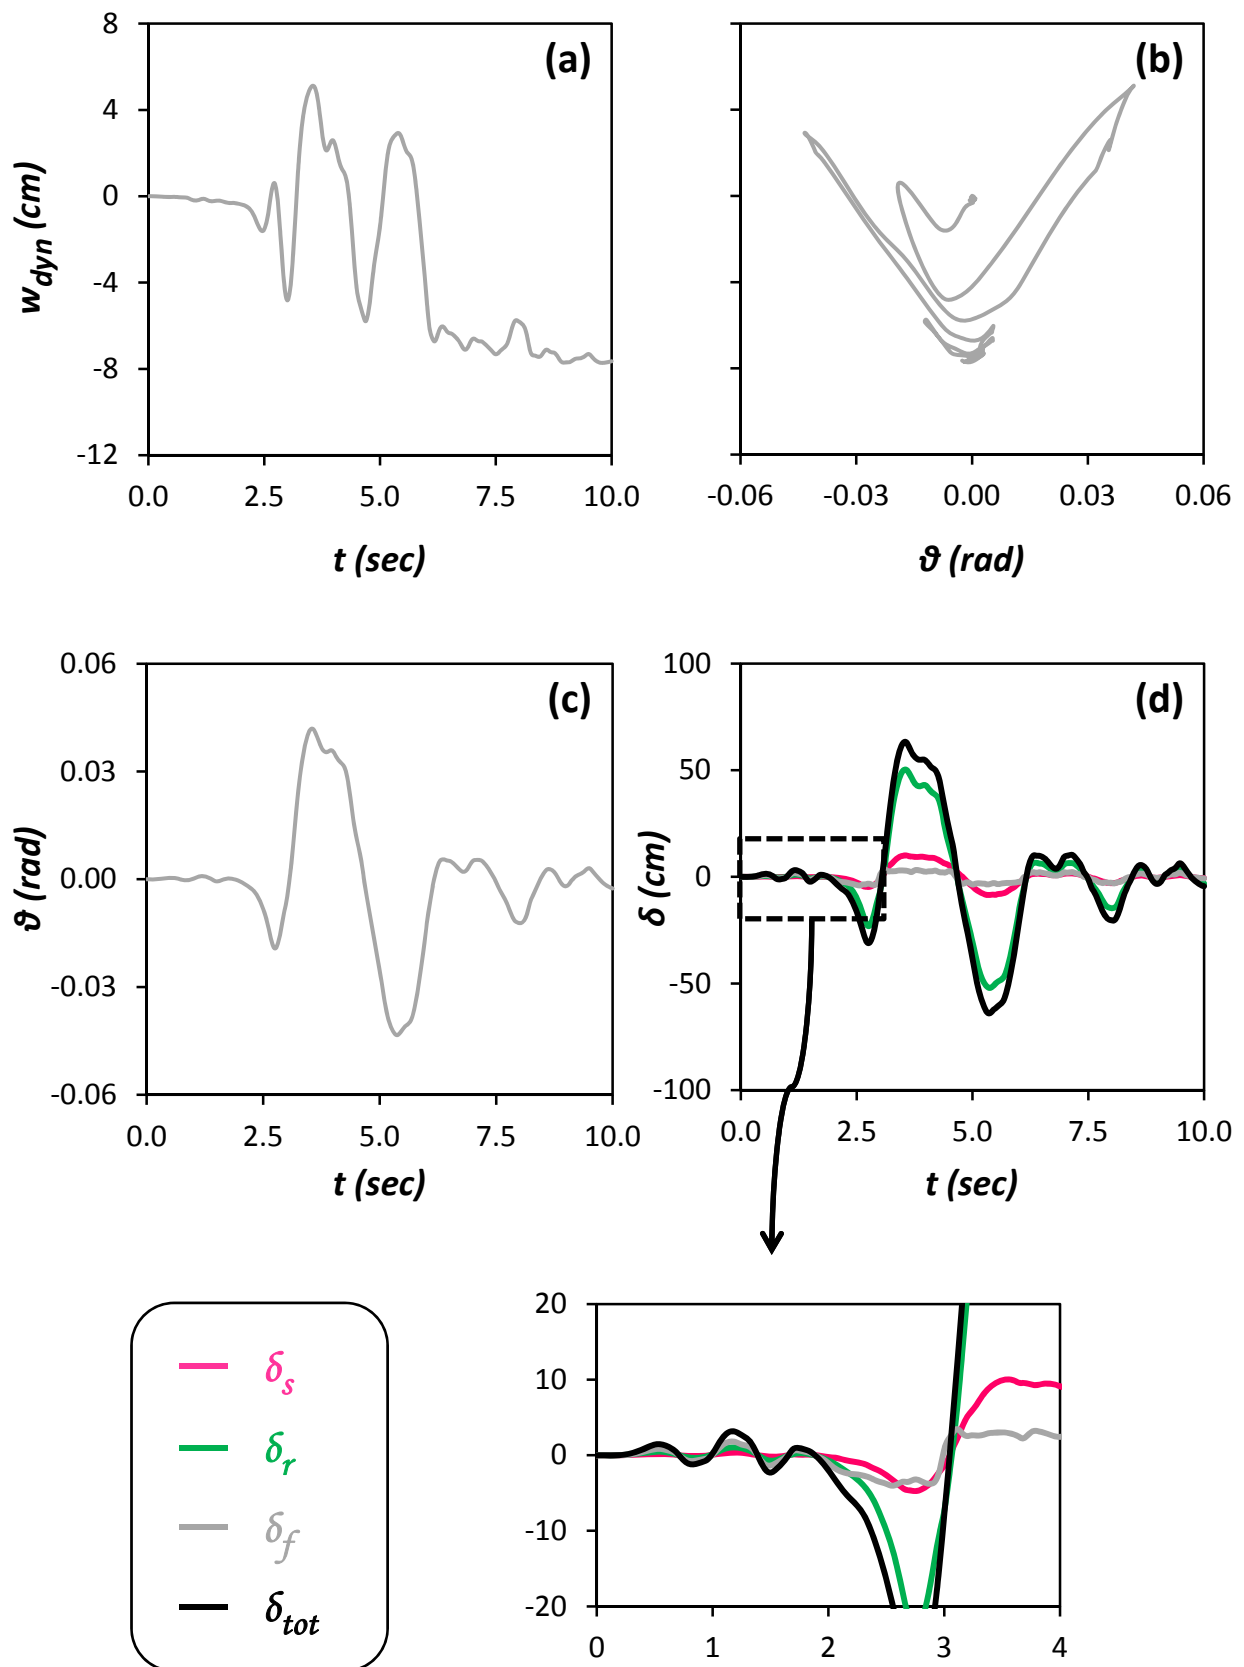 8
4
0
-4
-8
-12
w_dyn (cm)
(a)
0.0 2.5 5.0 7.5 10.0
t (sec)
(b)
-0.06 -0.03 0.00 0.03 0.06
ϑ (rad)
0.06
0.03
0.00
-0.03
-0.06
ϑ (rad)
(c)
0.0 2.5 5.0 7.5 10.0
t (sec)
100
50
0
-50
-100
δ (cm)
(d)
0.0 2.5 5.0 7.5 10.0
t (sec)
δ_s
δ_r
δ_f
δ_tot
20
10
0
-10
-20
0 1 2 3 4